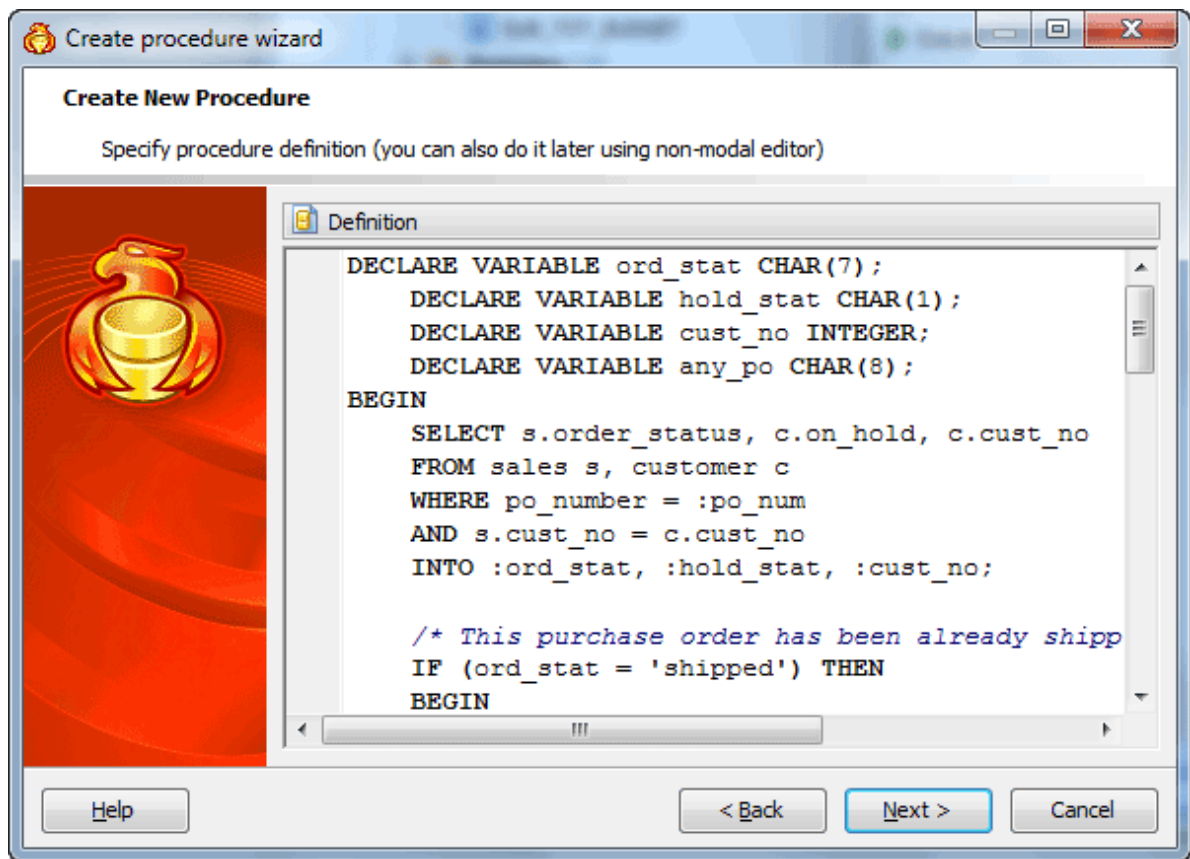 Create procedure wizard
Create New Procedure
Specify procedure definition (you can also do it later using non-modal editor)
Definition
DECLARE VARIABLE ord_stat CHAR(7);
    DECLARE VARIABLE hold_stat CHAR(1);
    DECLARE VARIABLE cust_no INTEGER;
    DECLARE VARIABLE any_po CHAR(8);
BEGIN
    SELECT s.order_status, c.on_hold, c.cust_no
    FROM sales s, customer c
    WHERE po_number = :po_num
    AND s.cust_no = c.cust_no
    INTO :ord_stat, :hold_stat, :cust_no;
    /* This purchase order has been already shipp
    IF (ord_stat = 'shipped') THEN
    BEGIN
Help
< Back
Next >
Cancel